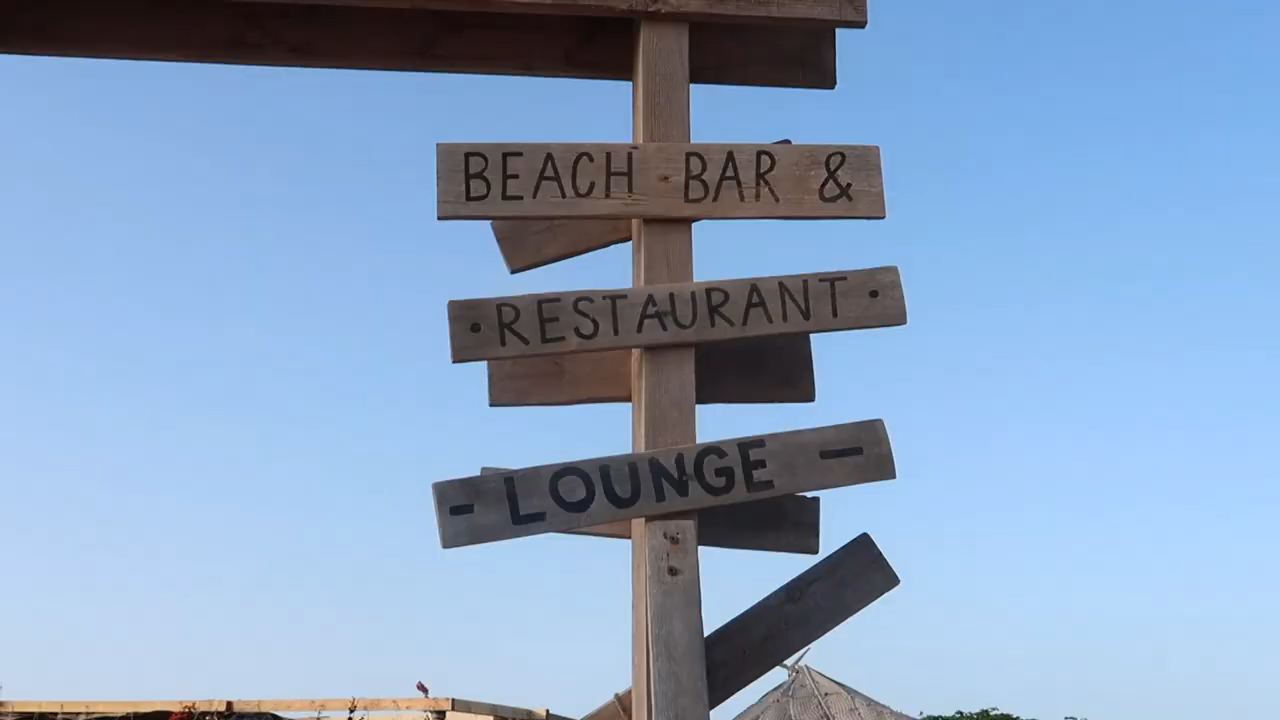 BEACH BAR &
• RESTAURANT •
- LOUNGE -